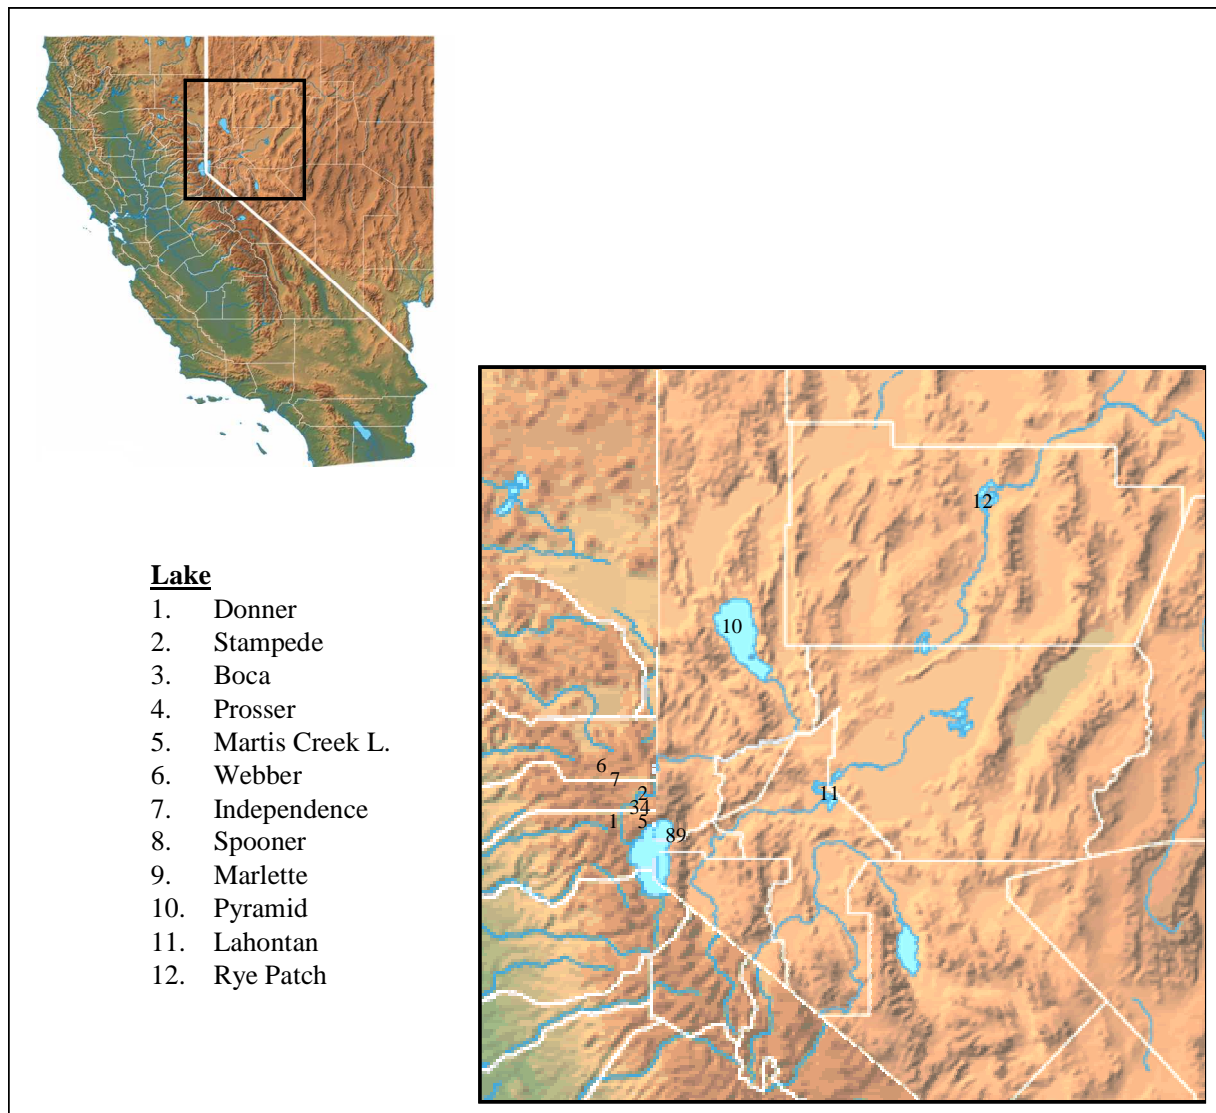 Lake
1. Donner
2. Stampede
3. Boca
4. Prosser
5. Martis Creek L.
6. Webber
7. Independence
8. Spooner
9. Marlette
10. Pyramid
11. Lahontan
12. Rye Patch
12
10
6
7
2
11
34
1 5
89